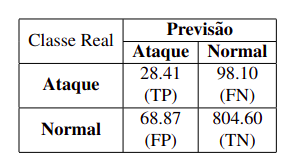 Classe Real
Previsão
Ataque Normal
Ataque
28.41 98.10
(TP) (FN)
Normal
68.87 804.60
(FP) (TN)